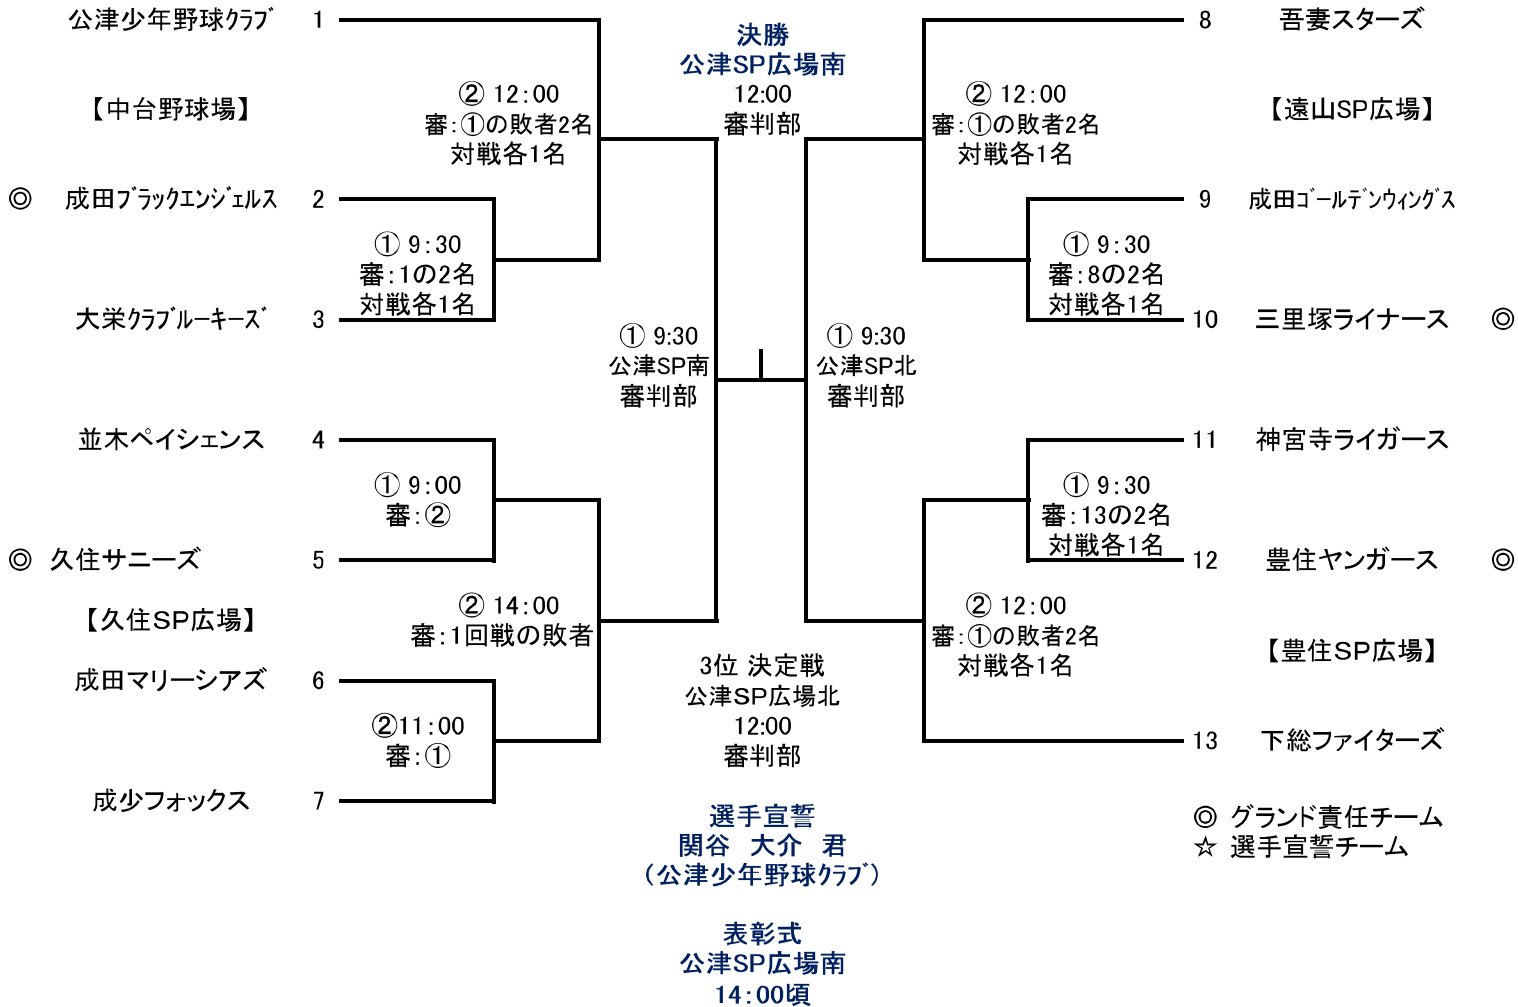 公津少年野球ｸﾗﾌﾞ 1
【中台野球場】
② 12：00
審：①の敗者2名
対戦各1名
◎ 成田ﾌﾞﾗｯｸｴﾝｼﾞｪﾙｽ 2
① 9：30
審：1の2名
対戦各1名
大栄ｸﾗﾌﾞﾙｰｷｰｽﾞ 3
① 9:30
公津SP南
審判部
並木ペイシェンス 4
① 9：00
審：②
◎ 久住サニーズ 5
【久住SP広場】
② 14：00
審：1回戦の敗者
成田マリーシアズ 6
②11：00
審：①
成少フォックス 7
決勝
公津SP広場南
12:00
審判部
8 吾妻スターズ
② 12：00
審：①の敗者2名
対戦各1名
【遠山SP広場】
9 成田ｺﾞｰﾙﾃﾞﾝｳｨﾝｸﾞｽ
① 9：30
審：8の2名
対戦各1名
10 三里塚ライナース ◎
① 9:30
公津SP北
審判部
11 神宮寺ライガース
① 9：30
審：13の2名
対戦各1名
12 豊住ヤンガース ◎
② 12：00
審：①の敗者2名
対戦各1名
【豊住SP広場】
13 下総ファイターズ
3位 決定戦
公津SP広場北
12:00
審判部
選手宣誓
関谷　大介　君
（公津少年野球ｸﾗﾌﾞ）
◎ グランド責任チーム
☆ 選手宣誓チーム
表彰式
公津SP広場南
14：00頃